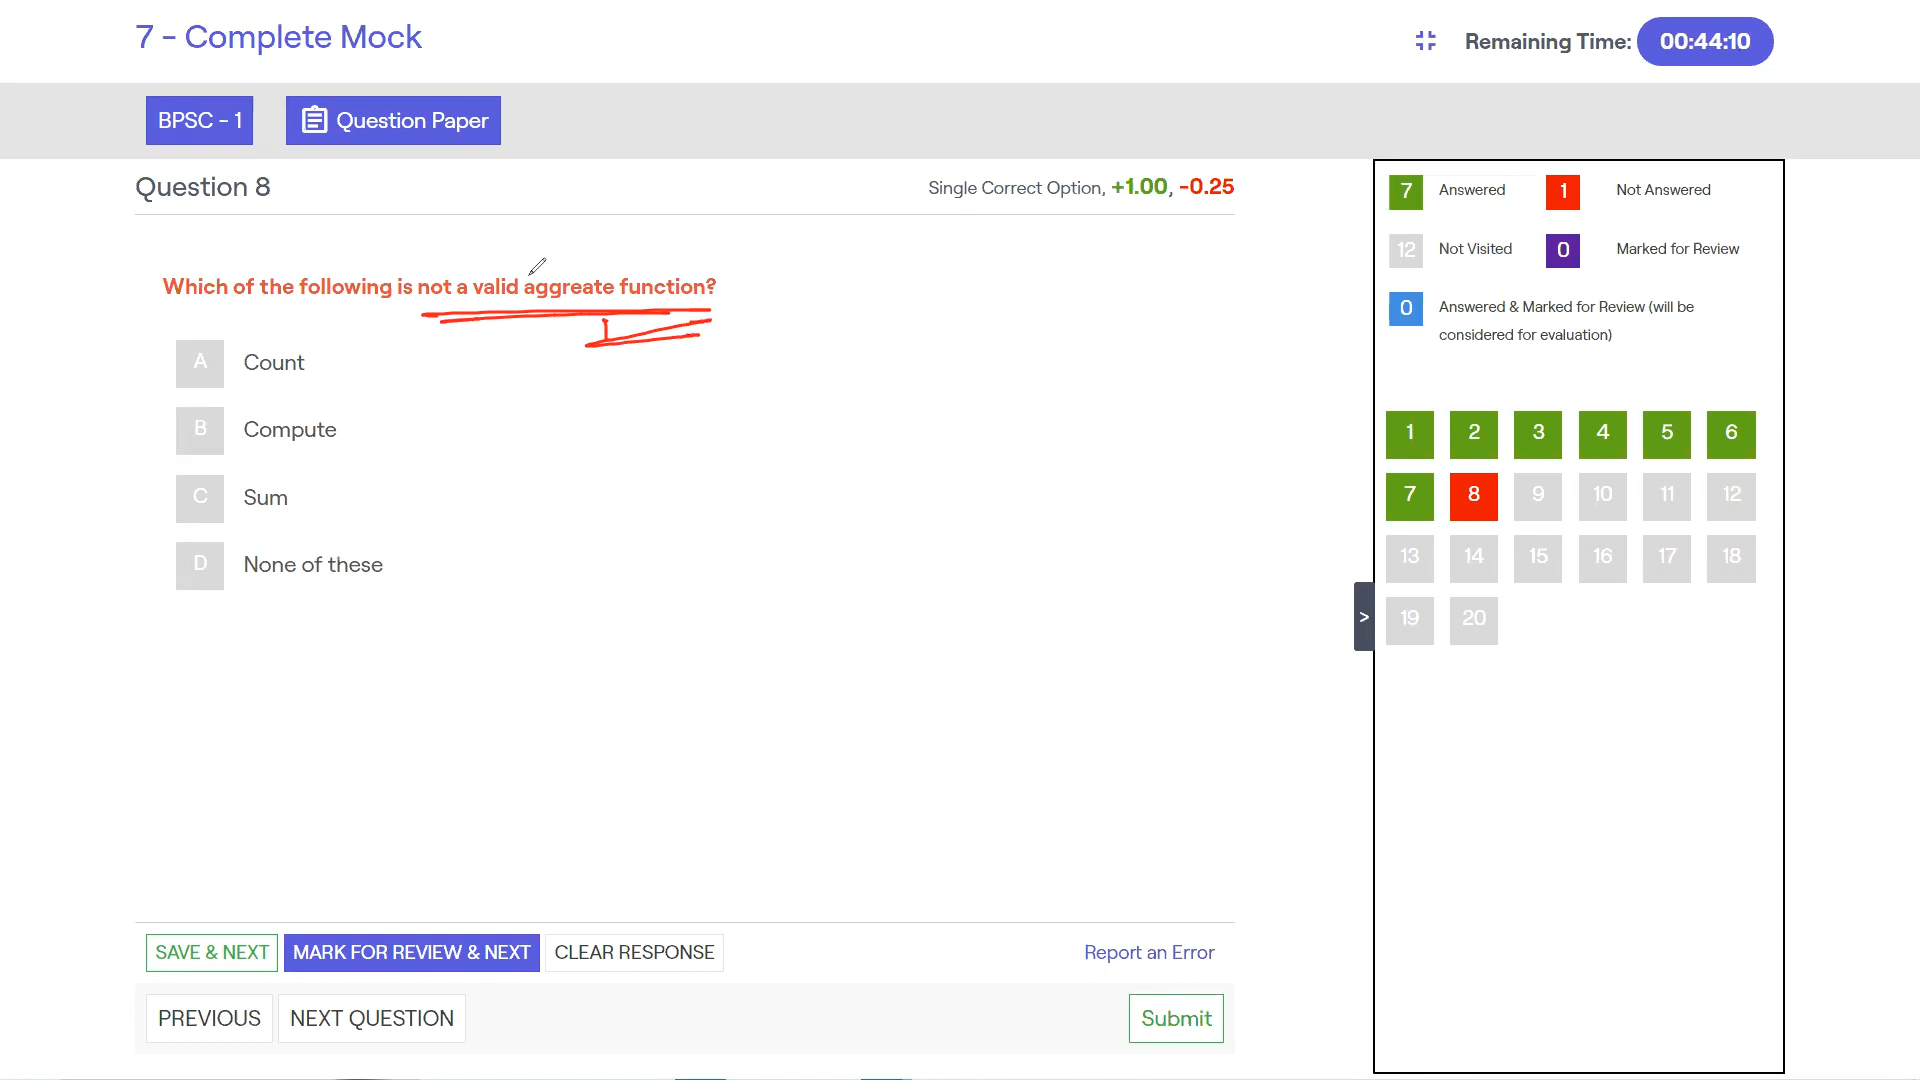 7 - Complete Mock
Remaining Time: 00:44:10
BPSC - 1
Question Paper
Question 8
Single Correct Option, +1.00, -0.25
Which of the following is not a valid aggreate function?
A Count
B Compute
C Sum
D None of these
7 Answered
1 Not Answered
12 Not Visited
0 Marked for Review
0 Answered & Marked for Review (will be
considered for evaluation)
1 2 3 4 5 6
7 8 9 10 11 12
13 14 15 16 17 18
19 20
>
SAVE & NEXT
MARK FOR REVIEW & NEXT
CLEAR RESPONSE
Report an Error
PREVIOUS
NEXT QUESTION
Submit